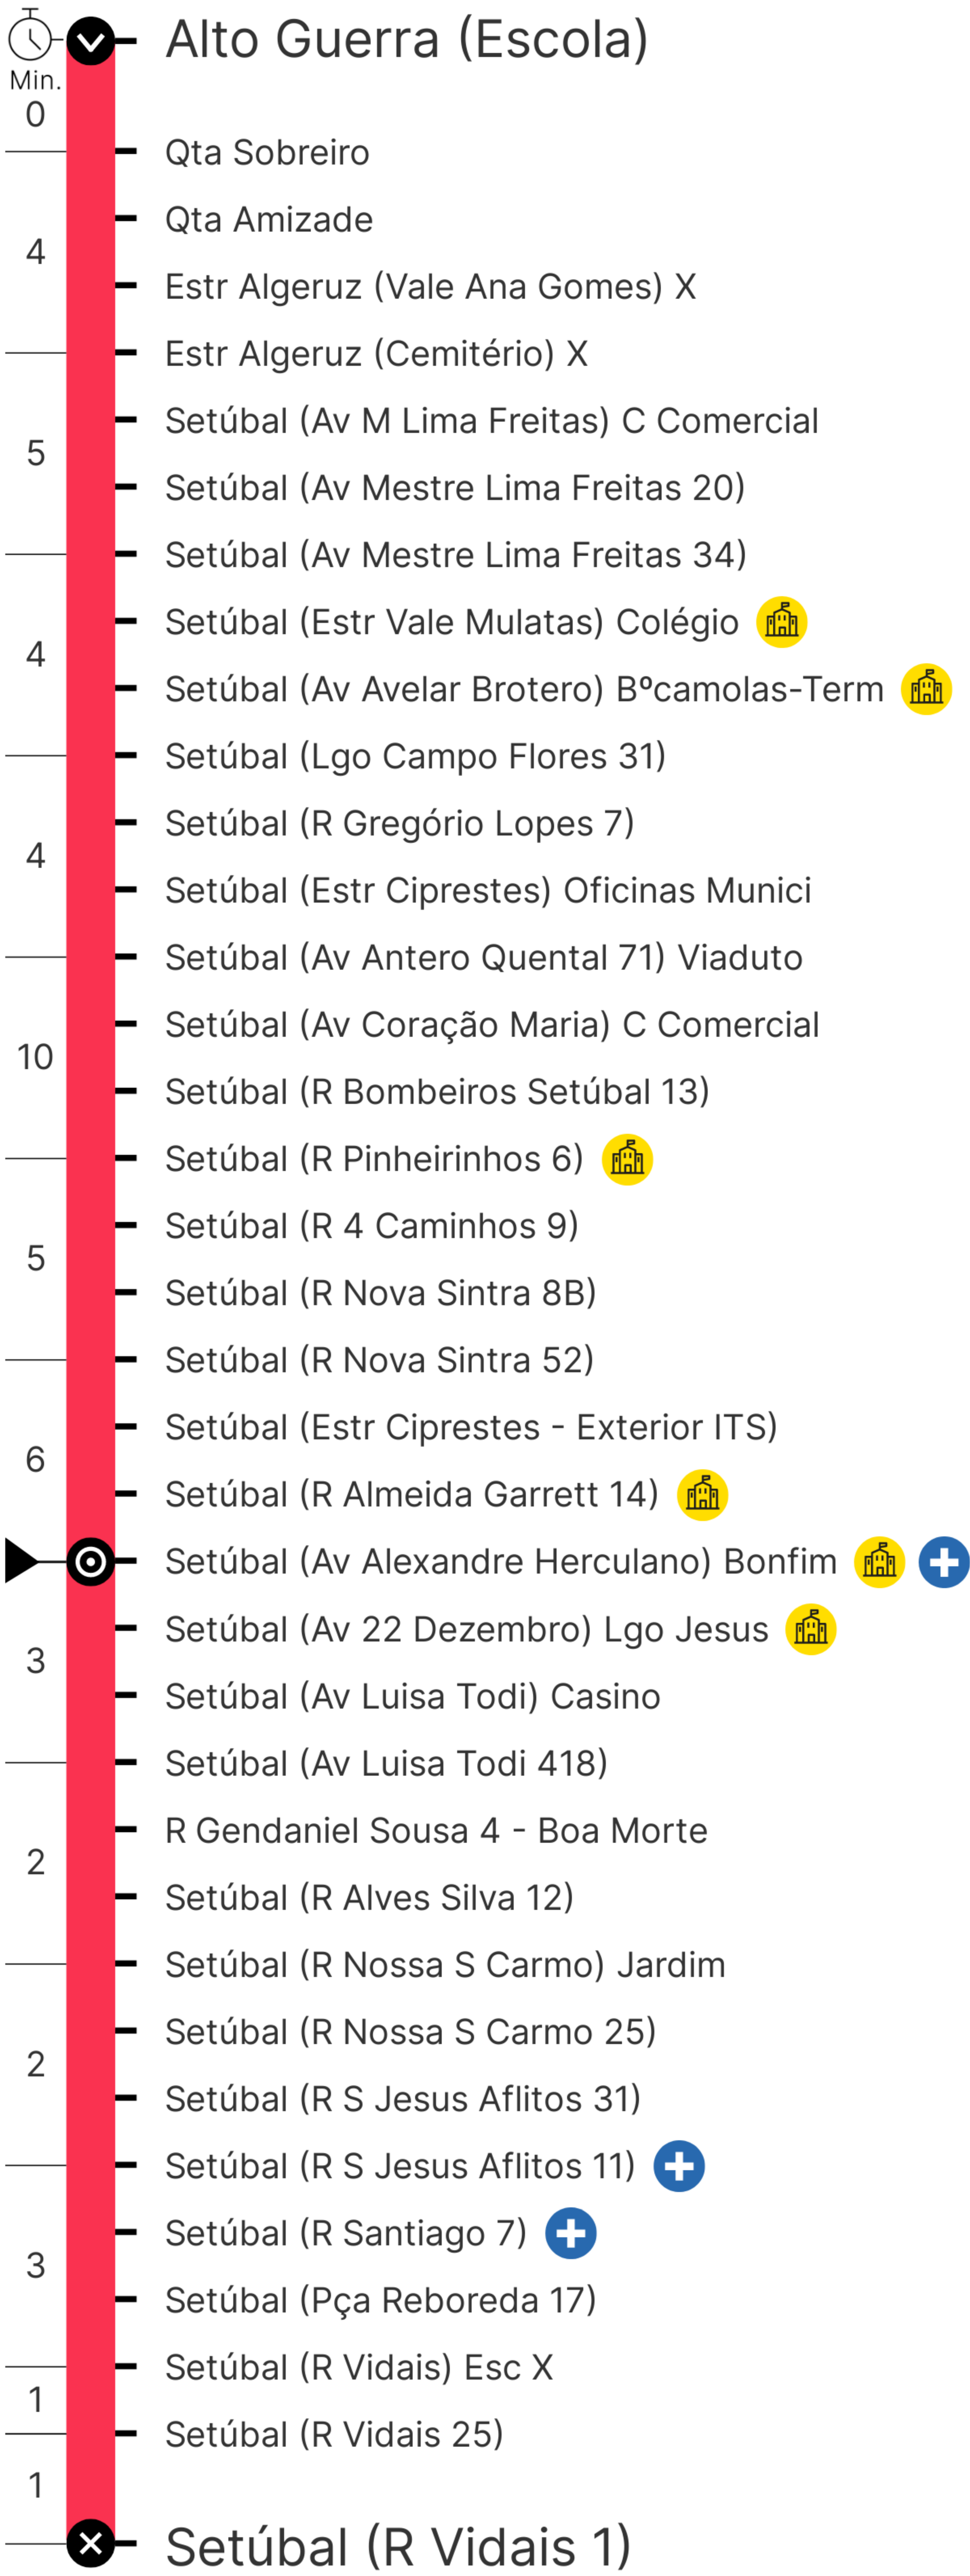 Alto Guerra (Escola)
Min.
0
Qta Sobreiro
Qta Amizade
4
Estr Algeruz (Vale Ana Gomes) X
Estr Algeruz (Cemitério) X
Setúbal (Av M Lima Freitas) C Comercial
5
Setúbal (Av Mestre Lima Freitas 20)
Setúbal (Av Mestre Lima Freitas 34)
Setúbal (Estr Vale Mulatas) Colégio
4
Setúbal (Av Avelar Brotero) Bºcamolas-Term
Setúbal (Lgo Campo Flores 31)
Setúbal (R Gregório Lopes 7)
4
Setúbal (Estr Ciprestes) Oficinas Munici
Setúbal (Av Antero Quental 71) Viaduto
Setúbal (Av Coração Maria) C Comercial
10
Setúbal (R Bombeiros Setúbal 13)
Setúbal (R Pinheirinhos 6)
Setúbal (R 4 Caminhos 9)
5
Setúbal (R Nova Sintra 8B)
Setúbal (R Nova Sintra 52)
Setúbal (Estr Ciprestes - Exterior ITS)
6
Setúbal (R Almeida Garrett 14)
Setúbal (Av Alexandre Herculano) Bonfim
Setúbal (Av 22 Dezembro) Lgo Jesus
3
Setúbal (Av Luisa Todi) Casino
Setúbal (Av Luisa Todi 418)
R Gendaniel Sousa 4 - Boa Morte
2
Setúbal (R Alves Silva 12)
Setúbal (R Nossa S Carmo) Jardim
Setúbal (R Nossa S Carmo 25)
2
Setúbal (R S Jesus Aflitos 31)
Setúbal (R S Jesus Aflitos 11)
Setúbal (R Santiago 7)
3
Setúbal (Pça Reboreda 17)
Setúbal (R Vidais) Esc X
1
Setúbal (R Vidais 25)
1
Setúbal (R Vidais 1)